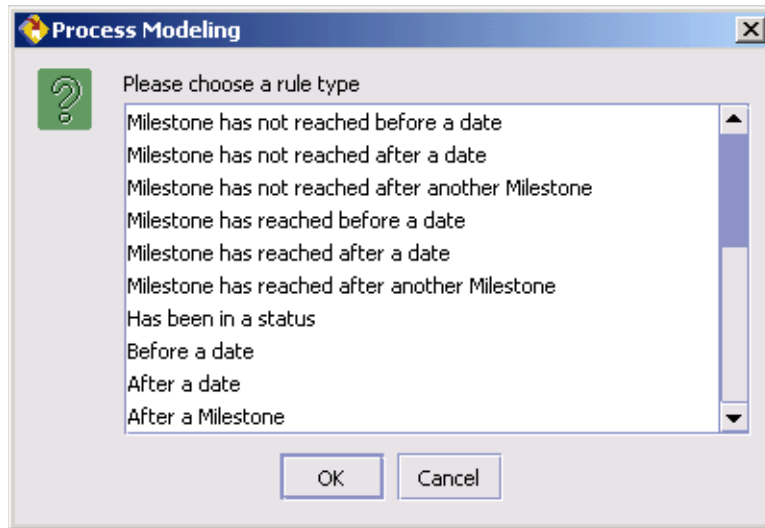 Process Modeling
Please choose a rule type
Milestone has not reached before a date
Milestone has not reached after a date
Milestone has not reached after another Milestone
Milestone has reached before a date
Milestone has reached after a date
Milestone has reached after another Milestone
Has been in a status
Before a date
After a date
After a Milestone
OK
Cancel